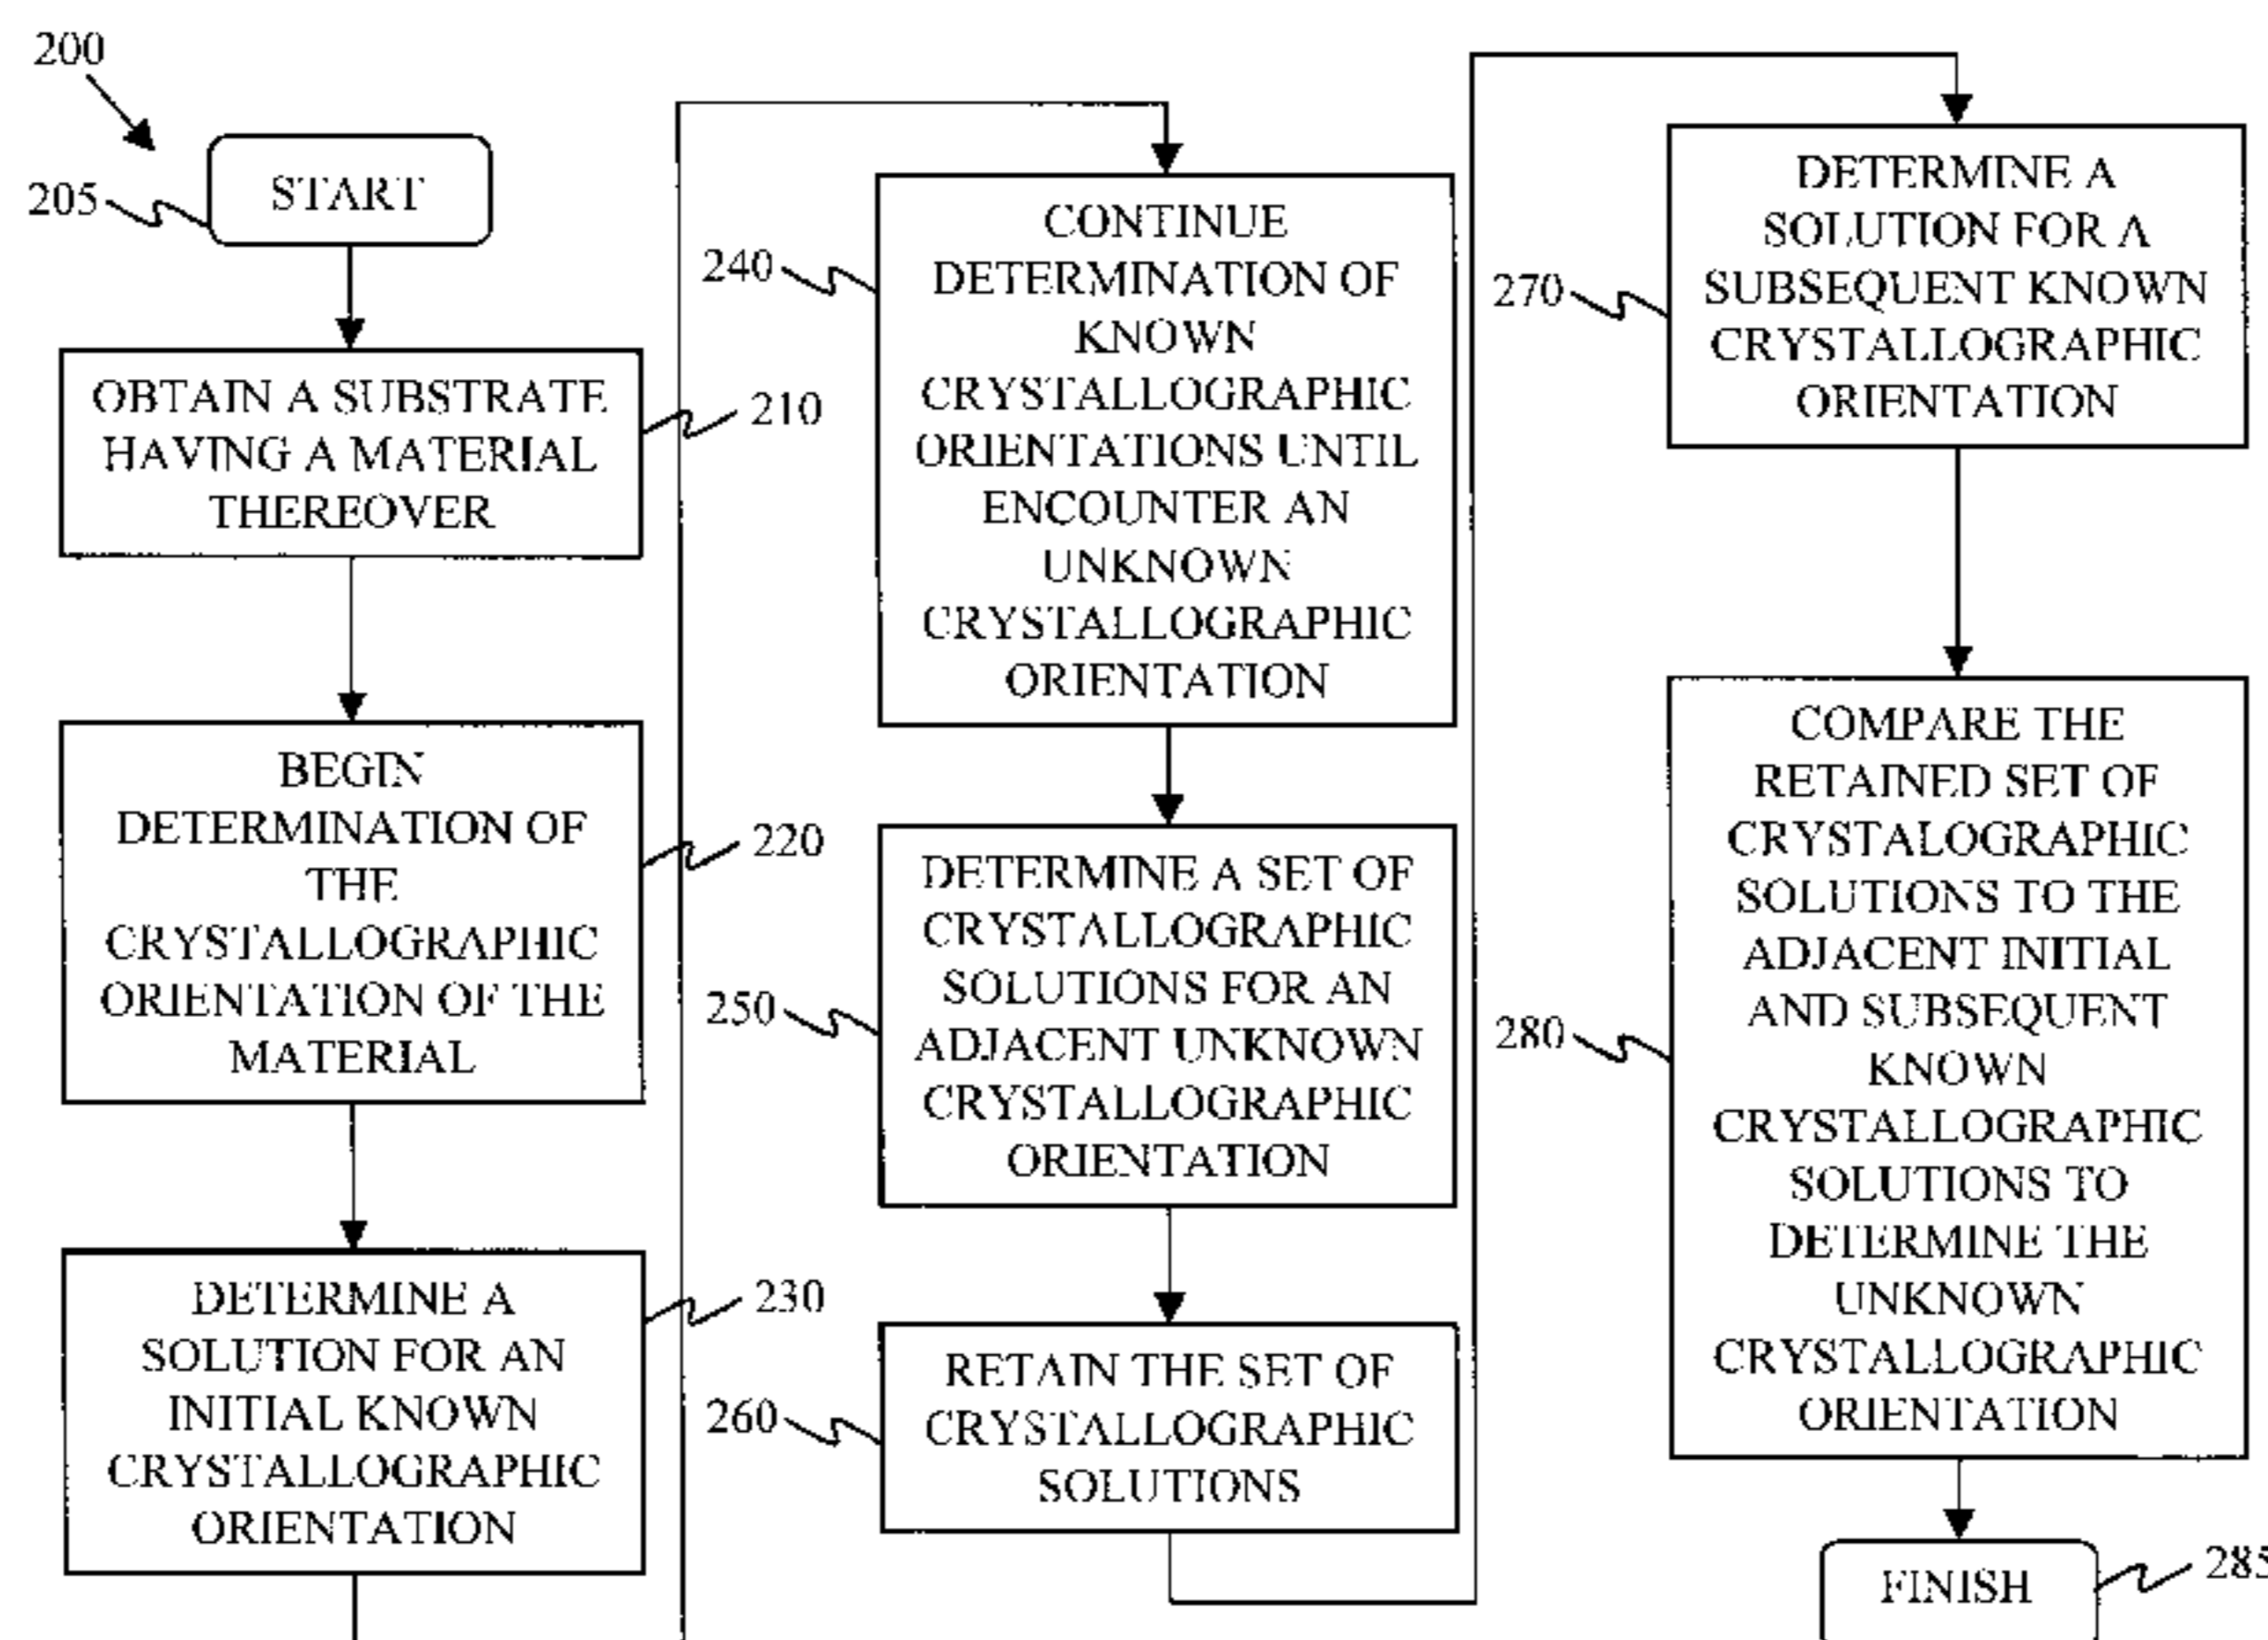 200
START
205
OBTAIN A SUBSTRATE
HAVING A MATERIAL
THEREOVER
210
BEGIN
DETERMINATION OF
THE
CRYSTALLOGRAPHIC
ORIENTATION OF THE
MATERIAL
220
DETERMINE A
SOLUTION FOR AN
INITIAL KNOWN
CRYSTALLOGRAPHIC
ORIENTATION
230
CONTINUE
DETERMINATION OF
KNOWN
CRYSTALLOGRAPHIC
ORIENTATIONS UNTIL
ENCOUNTER AN
UNKNOWN
CRYSTALLOGRAPHIC
ORIENTATION
240
DETERMINE A SET OF
CRYSTALLOGRAPHIC
SOLUTIONS FOR AN
ADJACENT UNKNOWN
CRYSTALLOGRAPHIC
ORIENTATION
250
RETAIN THE SET OF
CRYSTALLOGRAPHIC
SOLUTIONS
260
DETERMINE A
SOLUTION FOR A
SUBSEQUENT KNOWN
CRYSTALLOGRAPHIC
ORIENTATION
270
COMPARE THE
RETAINED SET OF
CRYSTALOGRAPHIC
SOLUTIONS TO THE
ADJACENT INITIAL
AND SUBSEQUENT
KNOWN
CRYSTALLOGRAPHIC
SOLUTIONS TO
DETERMINE THE
UNKNOWN
CRYSTALLOGRAPHIC
ORIENTATION
280
FINISH
285